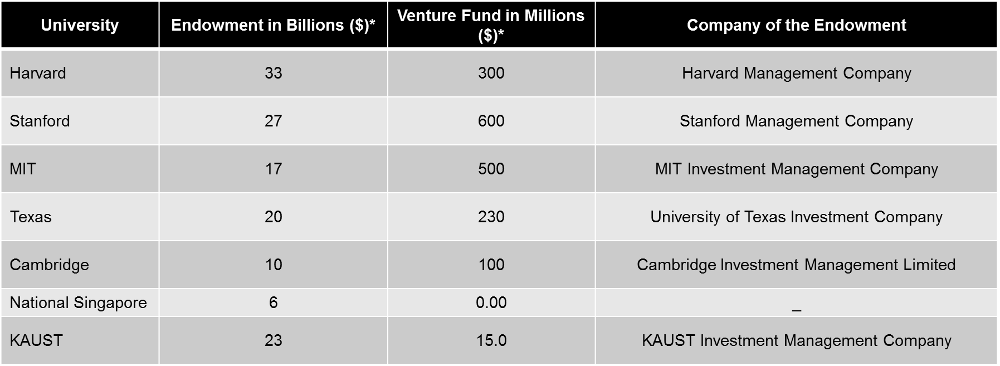 University Endowment in Billions ($)* Venture Fund in Millions ($)* Company of the Endowment
Harvard 33 300 Harvard Management Company
Stanford 27 600 Stanford Management Company
MIT 17 500 MIT Investment Management Company
Texas 20 230 University of Texas Investment Company
Cambridge 10 100 Cambridge Investment Management Limited
National Singapore 6 0.00 _
KAUST 23 15.0 KAUST Investment Management Company